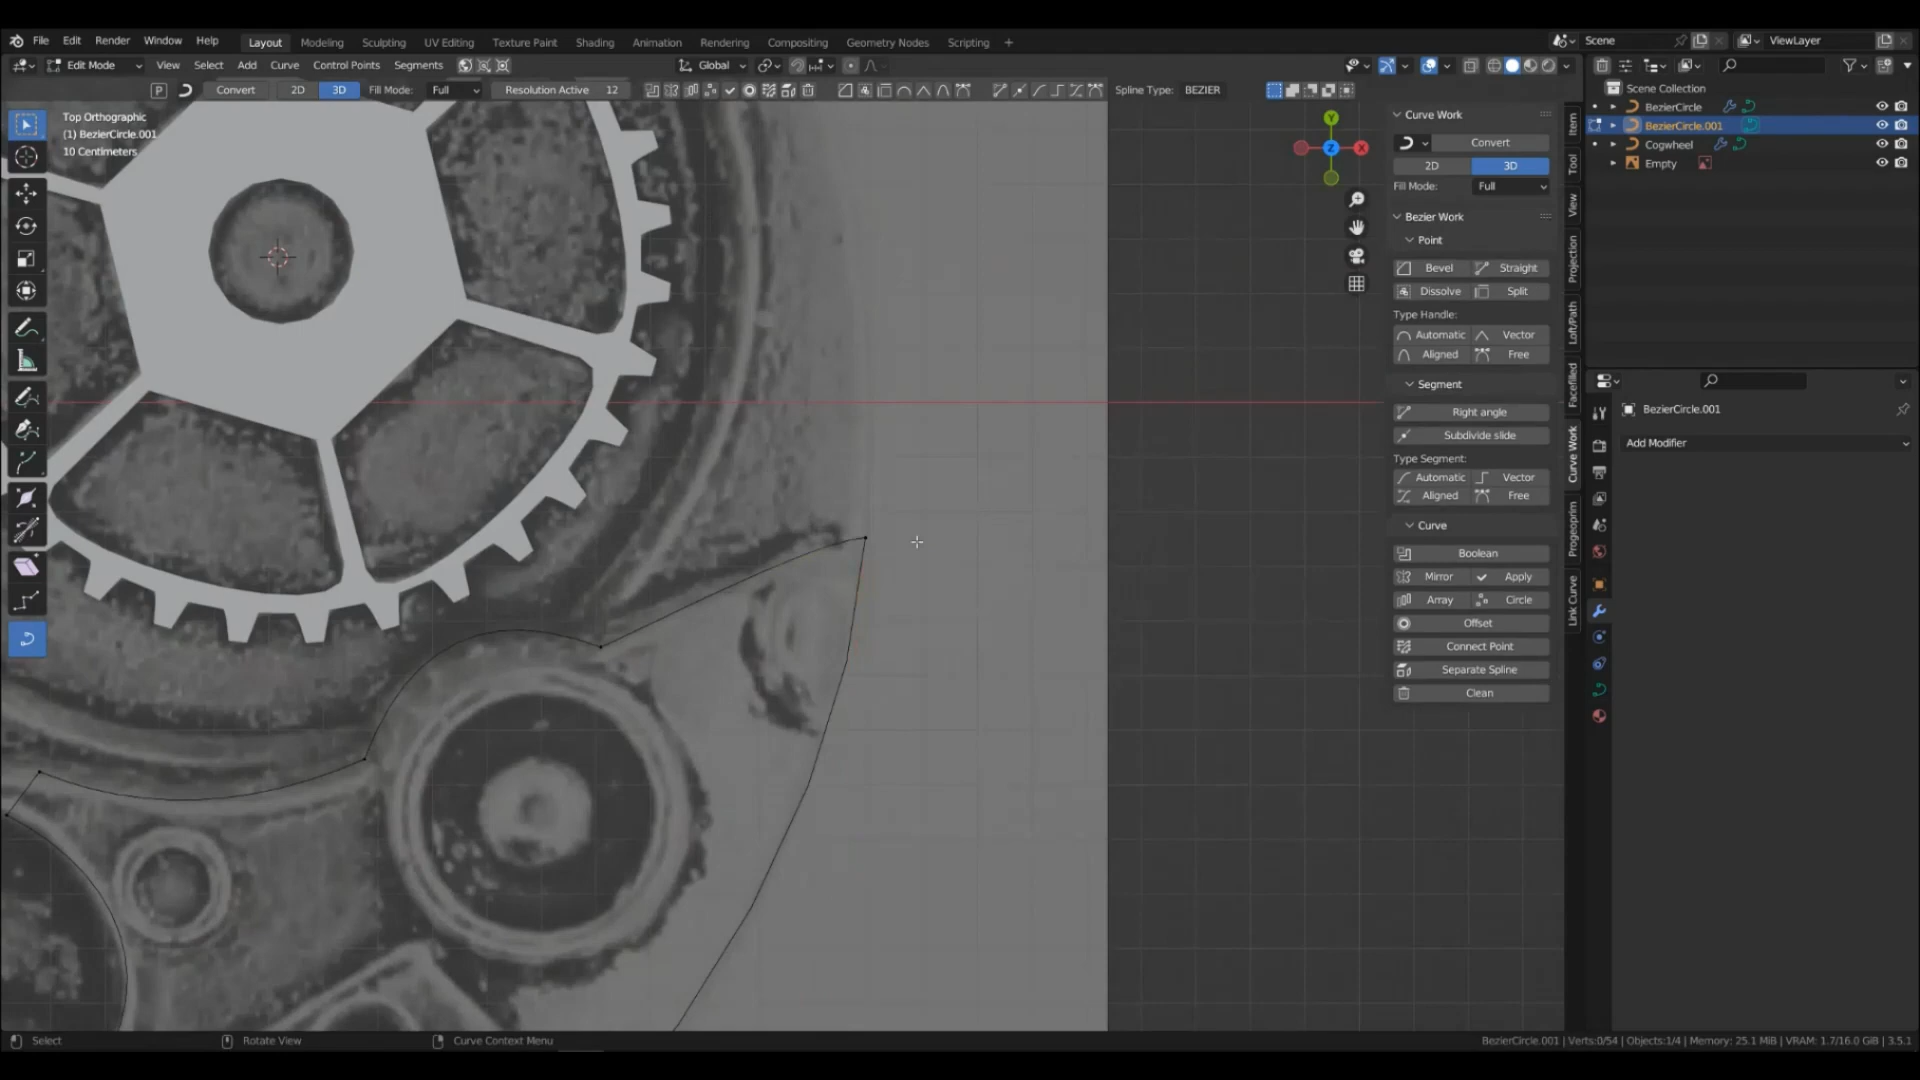 File Edit Render Window Help Layout Modeling Sculpting UV Editing Texture Paint Shading Animation Rendering Compositing Geometry Nodes Scripting + Scene ViewLayer
Edit Mode View Select Add Curve Control Points Segments Global
P Convert 2D 3D Fill Mode: Full Resolution Active 12 Spline Type: BEZIER
Top Orthographic
(1) BezierCircle.001
10 Centimeters
Y
X
Z
Curve Work
Convert
2D 3D
Fill Mode: Full
Bezier Work
Point
Bevel Straight
Dissolve Split
Type Handle:
Automatic Vector
Aligned Free
Segment
Right angle
Subdivide slide
Type Segment:
Automatic Vector
Aligned Free
Curve
Boolean
Mirror Apply
Array Circle
Offset
Connect Point
Separate Spline
Clean
Item
Tool
View
Projection
Loft/Path
Facefilled
Curve Work
Progeoprim
Link Curve
Scene Collection
BezierCircle
BezierCircle.001
Cogwheel
Empty
BezierCircle.001
Add Modifier
Select Rotate View Curve Context Menu
BezierCircle.001 | Verts:0/54 | Objects:1/4 | Memory: 25.1 MiB | VRAM: 1.7/16.0 GiB | 3.5.1